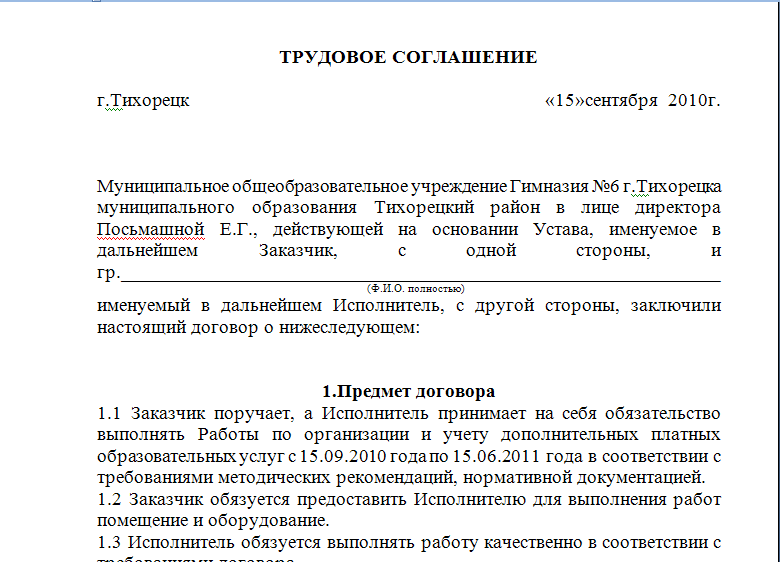 ТРУДОВОЕ СОГЛАШЕНИЕ
г.Тихорецк «15»сентября 2010г.
Муниципальное общеобразовательное учреждение Гимназия №6 г.Тихорецка
муниципального образования Тихорецкий район в лице директора
Посьмашной Е.Г., действующей на основании Устава, именуемое в
дальнейшем Заказчик, с одной стороны, и
гр.____________________________________________________________
(Ф.И.О. полностью)
именуемый в дальнейшем Исполнитель, с другой стороны, заключили
настоящий договор о нижеследующем:
1.Предмет договора
1.1 Заказчик поручает, а Исполнитель принимает на себя обязательство
выполнять Работы по организации и учету дополнительных платных
образовательных услуг с 15.09.2010 года по 15.06.2011 года в соответствии с
требованиями методических рекомендаций, нормативной документацией.
1.2 Заказчик обязуется предоставить Исполнителю для выполнения работ
помещение и оборудование.
1.3 Исполнитель обязуется выполнять работу качественно в соответствии с
требованиями договора